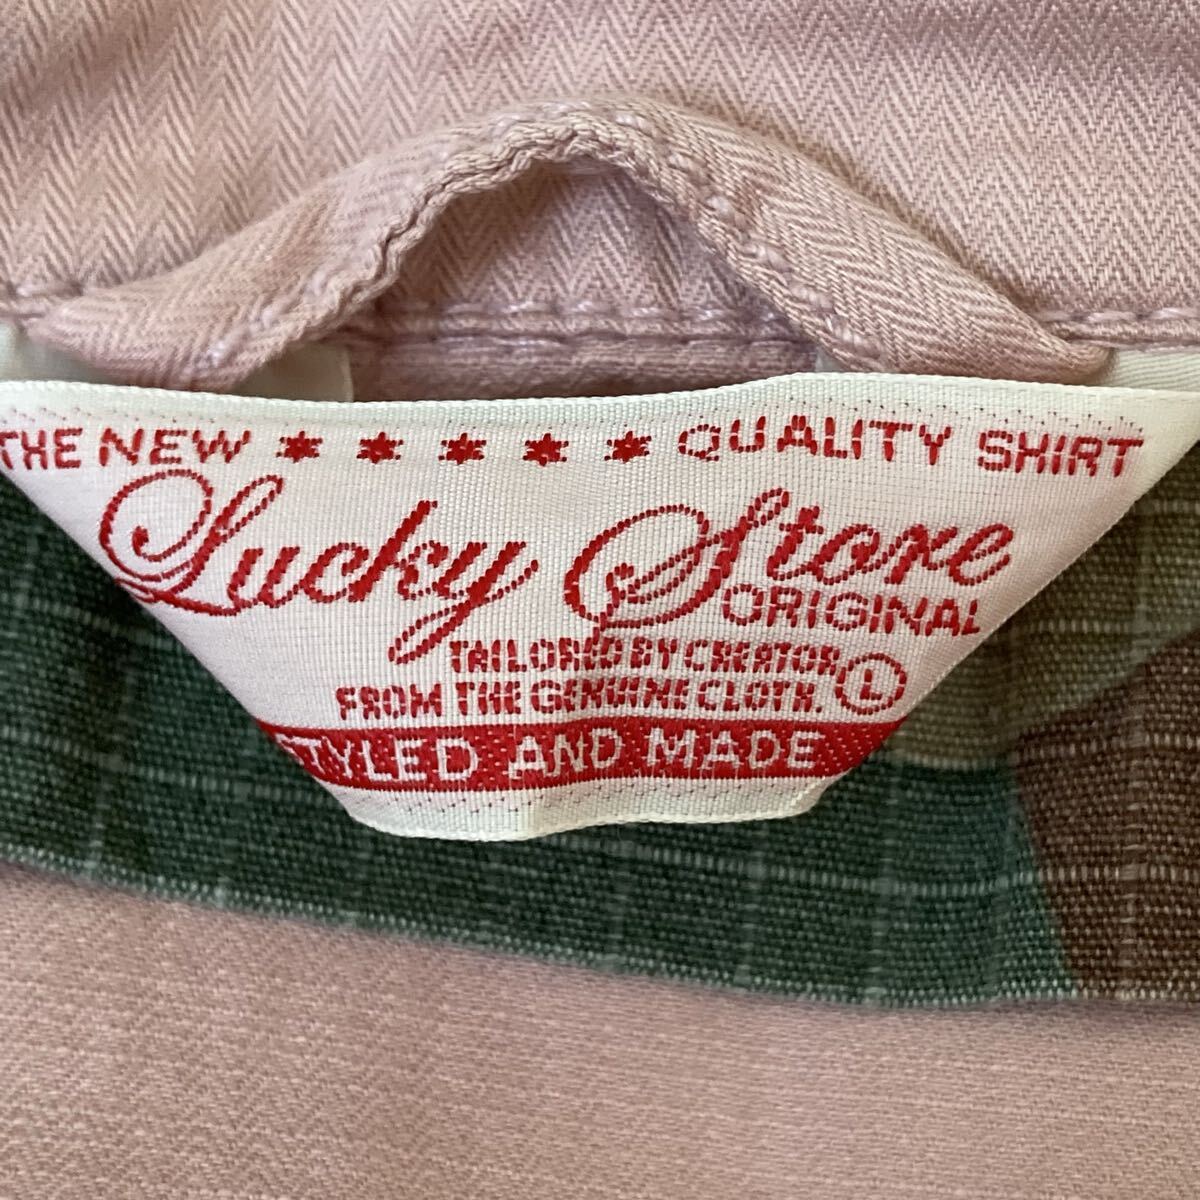 THE NEW ★ ★ ★ ★ ★ QUALITY SHIRT
Lucky Store
ORIGINAL
TAILORED BY CREATOR
FROM THE GENUINE CLOTH. Ⓛ
STYLED AND MADE